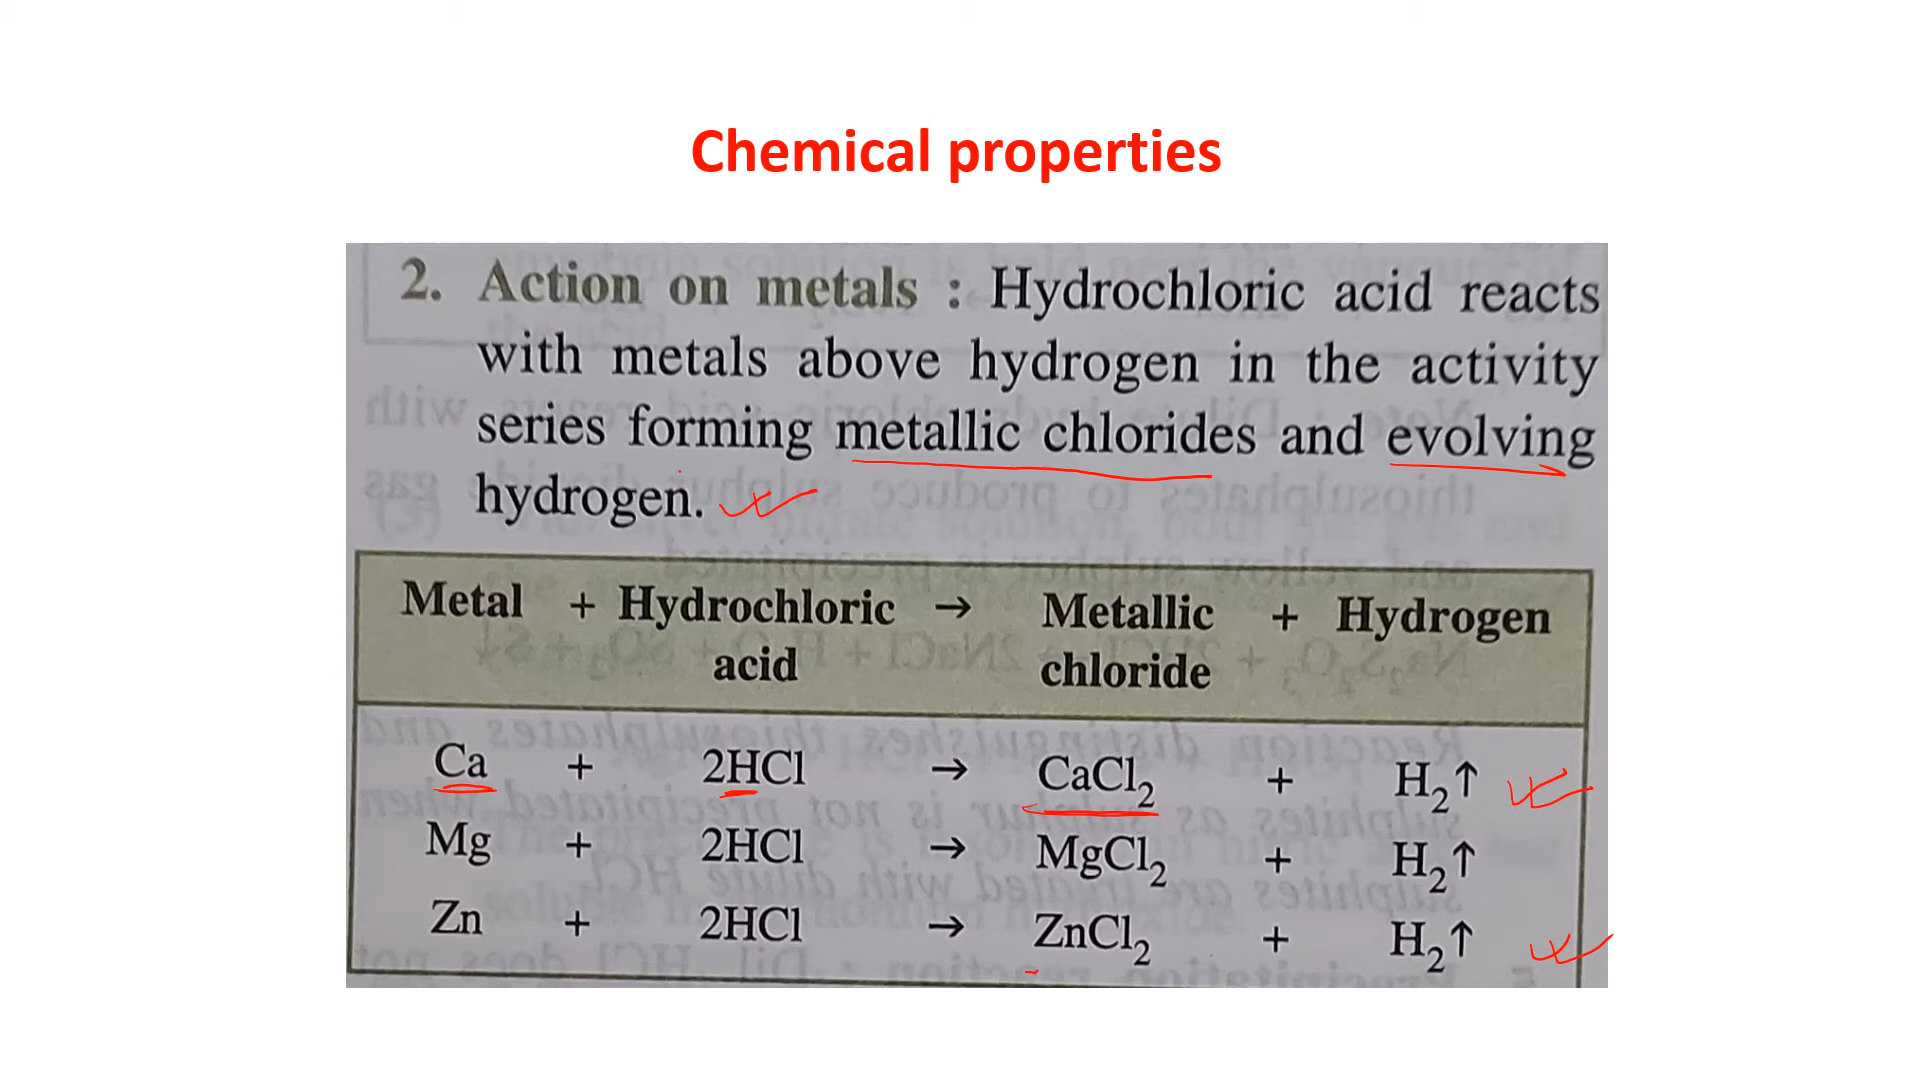 Chemical properties
2. Action on metals : Hydrochloric acid reacts
with metals above hydrogen in the activity
series forming metallic chlorides and evolving
hydrogen.
Metal + Hydrochloric acid → Metallic chloride + Hydrogen
Ca + 2HCl → CaCl₂ + H₂↑
Mg + 2HCl → MgCl₂ + H₂↑
Zn + 2HCl → ZnCl₂ + H₂↑